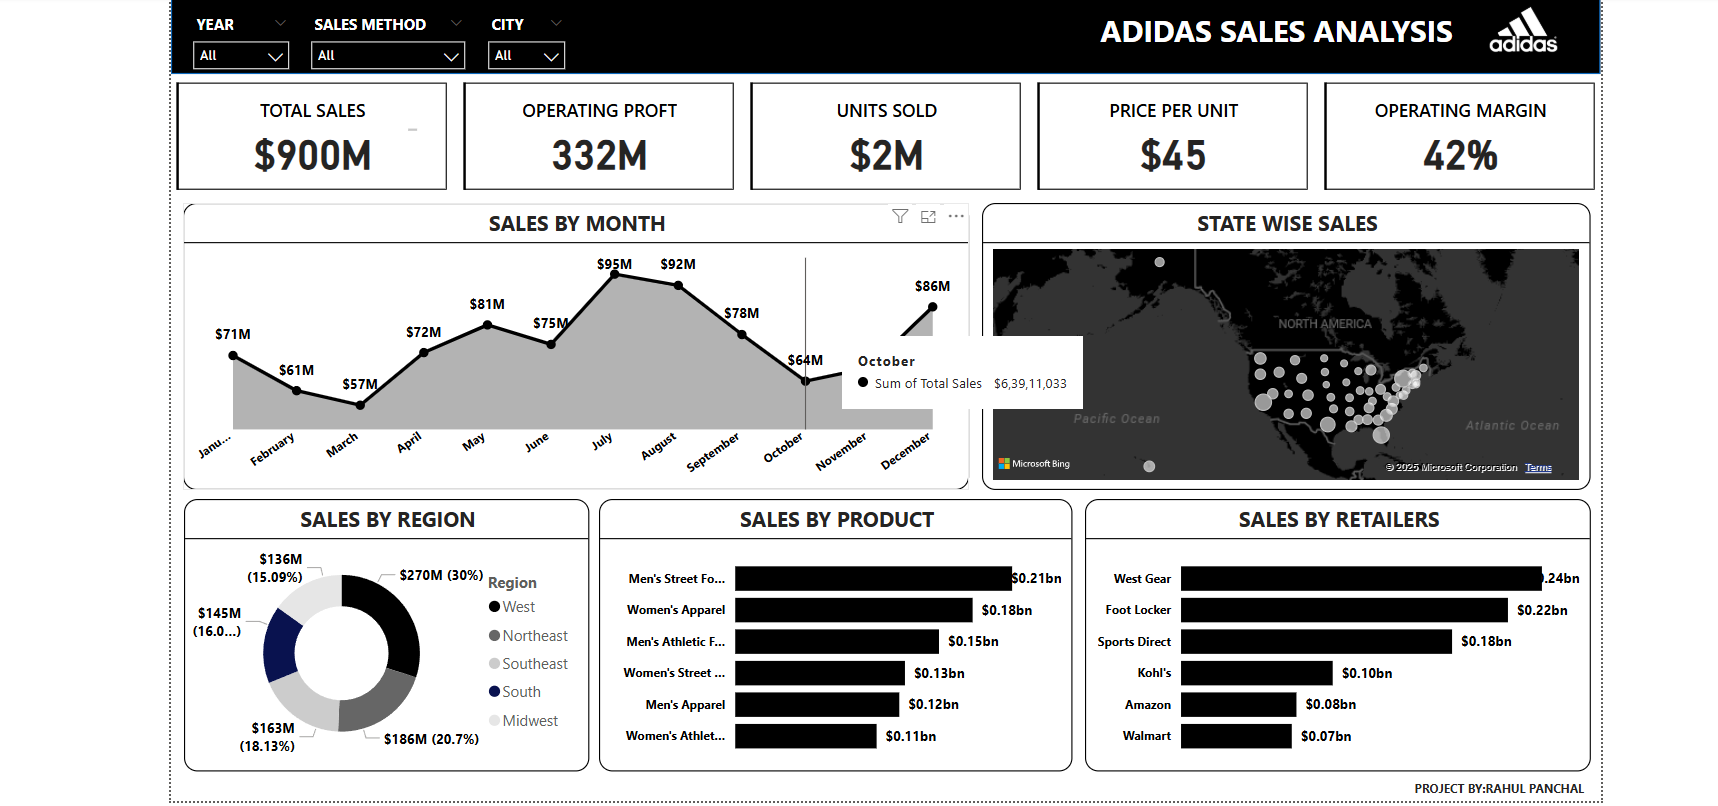 YEAR
SALES METHOD
CITY
All
All
All
ADIDAS SALES ANALYSIS
adidas
TOTAL SALES
$900M
OPERATING PROFT
332M
UNITS SOLD
$2M
PRICE PER UNIT
$45
OPERATING MARGIN
42%
SALES BY MONTH
$71M
$61M
$57M
$72M
$81M
$75M
$95M
$92M
$78M
$64M
$86M
October
Sum of Total Sales $6,39,11,033
Janu...
February
March
April
May
June
July
August
September
October
November
December
STATE WISE SALES
NORTH AMERICA
Pacific Ocean
Atlantic Ocean
Microsoft Bing
© 2025 Microsoft Corporation Terms
SALES BY REGION
$136M
(15.09%)
$270M (30%)
$145M
(16.0...)
$163M
(18.13%)
$186M (20.7%)
Region
West
Northeast
Southeast
South
Midwest
SALES BY PRODUCT
Men's Street Fo... $0.21bn
Women's Apparel $0.18bn
Men's Athletic F... $0.15bn
Women's Street ... $0.13bn
Men's Apparel $0.12bn
Women's Athlet... $0.11bn
SALES BY RETAILERS
West Gear .24bn
Foot Locker $0.22bn
Sports Direct $0.18bn
Kohl's $0.10bn
Amazon $0.08bn
Walmart $0.07bn
PROJECT BY:RAHUL PANCHAL